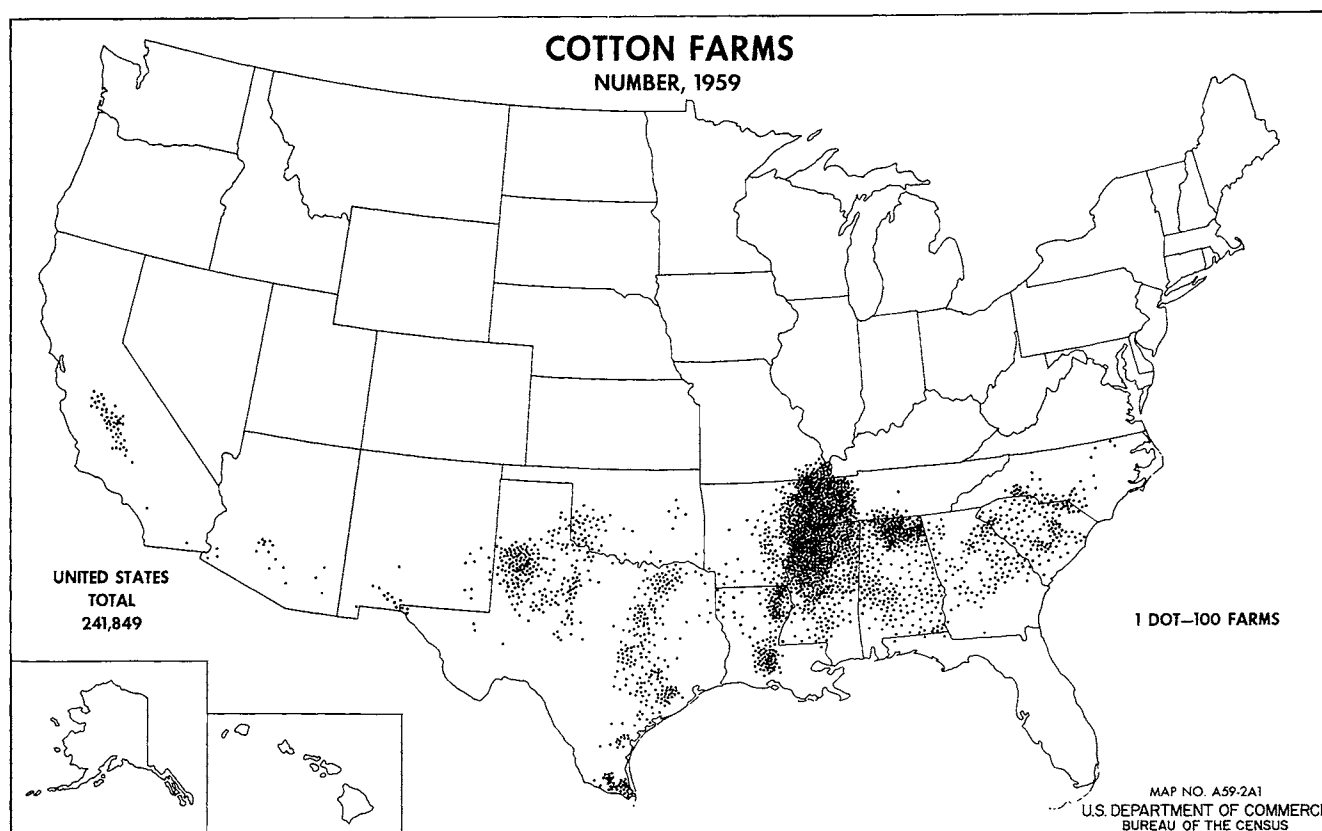 COTTON FARMS
NUMBER, 1959
UNITED STATES
TOTAL
241,849
1 DOT—100 FARMS
MAP NO. A59-2A1
U.S. DEPARTMENT OF COMMERC
BUREAU OF THE CENSUS